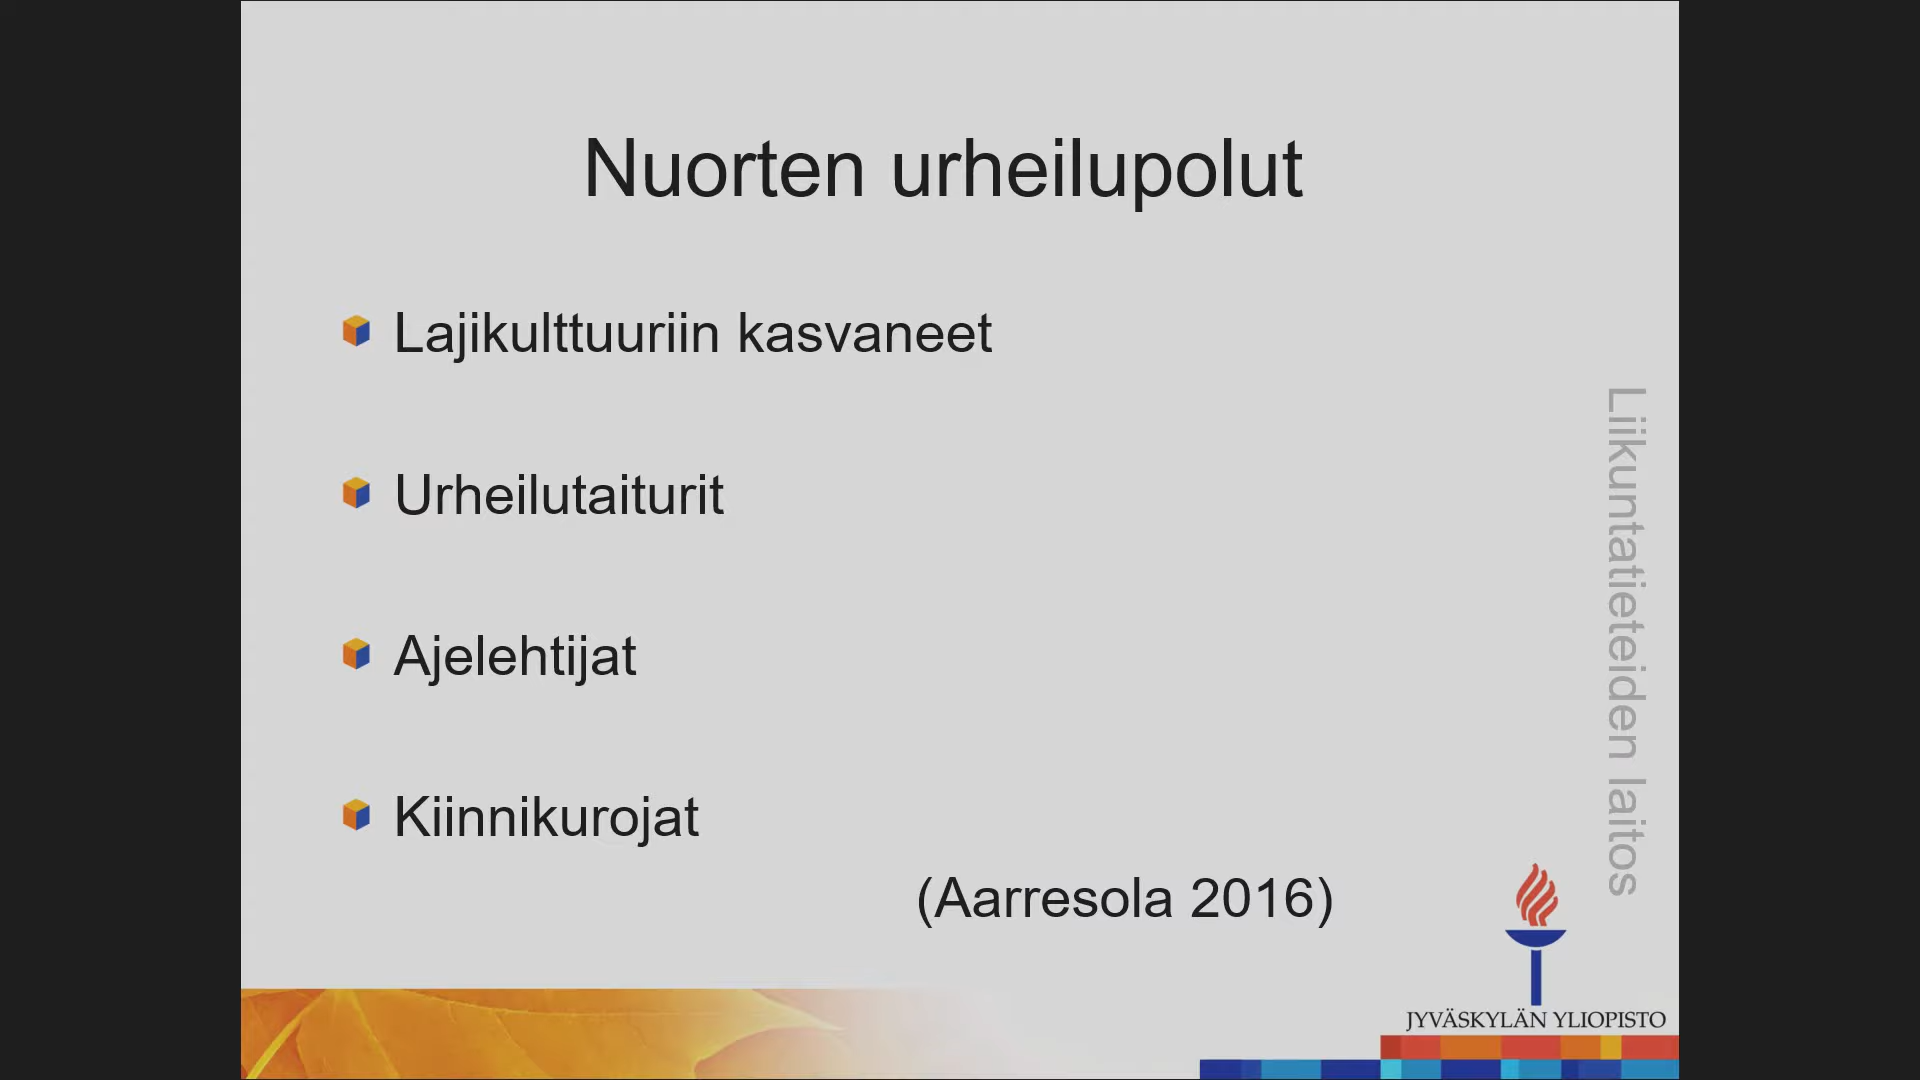 Nuorten urheilupolut
Lajikulttuuriin kasvaneet
Urheilutaiturit
Ajelehtijat
Kiinnikurojat
(Aarresola 2016)
Liikuntatieteiden laitos
JYVÄSKYLÄN YLIOPISTO